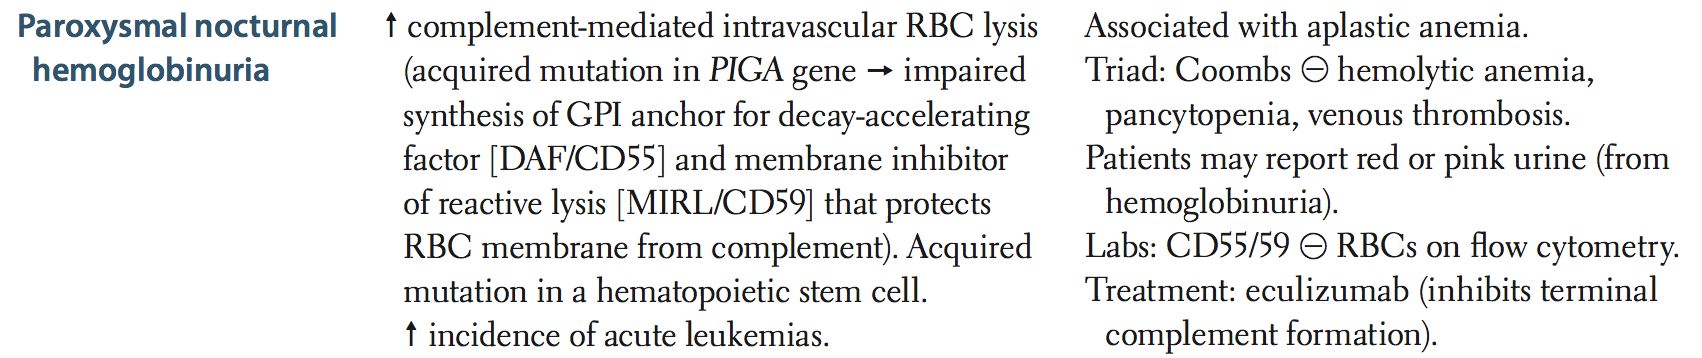 Paroxysmal nocturnal
hemoglobinuria
↑ complement-mediated intravascular RBC lysis
(acquired mutation in PIGA gene → impaired
synthesis of GPI anchor for decay-accelerating
factor [DAF/CD55] and membrane inhibitor
of reactive lysis [MIRL/CD59] that protects
RBC membrane from complement). Acquired
mutation in a hematopoietic stem cell.
↑ incidence of acute leukemias.
Associated with aplastic anemia.
Triad: Coombs ⊖ hemolytic anemia,
pancytopenia, venous thrombosis.
Patients may report red or pink urine (from
hemoglobinuria).
Labs: CD55/59 ⊖ RBCs on flow cytometry.
Treatment: eculizumab (inhibits terminal
complement formation).